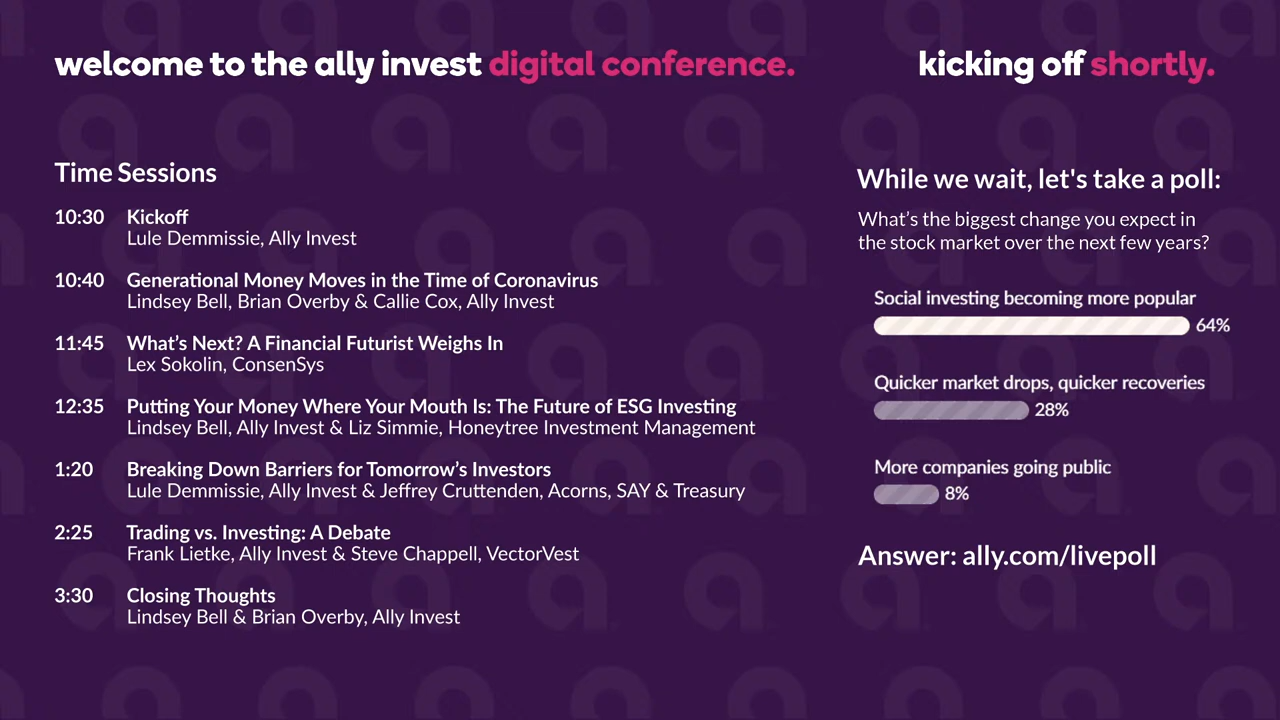 welcome to the ally invest digital conference.
kicking off shortly.
Time Sessions
10:30 Kickoff
Lule Demmissie, Ally Invest
10:40 Generational Money Moves in the Time of Coronavirus
Lindsey Bell, Brian Overby & Callie Cox, Ally Invest
11:45 What's Next? A Financial Futurist Weighs In
Lex Sokolin, ConsenSys
12:35 Putting Your Money Where Your Mouth Is: The Future of ESG Investing
Lindsey Bell, Ally Invest & Liz Simmie, Honeytree Investment Management
1:20 Breaking Down Barriers for Tomorrow's Investors
Lule Demmissie, Ally Invest & Jeffrey Cruttenden, Acorns, SAY & Treasury
2:25 Trading vs. Investing: A Debate
Frank Lietke, Ally Invest & Steve Chappell, VectorVest
3:30 Closing Thoughts
Lindsey Bell & Brian Overby, Ally Invest
While we wait, let's take a poll:
What's the biggest change you expect in
the stock market over the next few years?
Social investing becoming more popular
64%
Quicker market drops, quicker recoveries
28%
More companies going public
8%
Answer: ally.com/livepoll